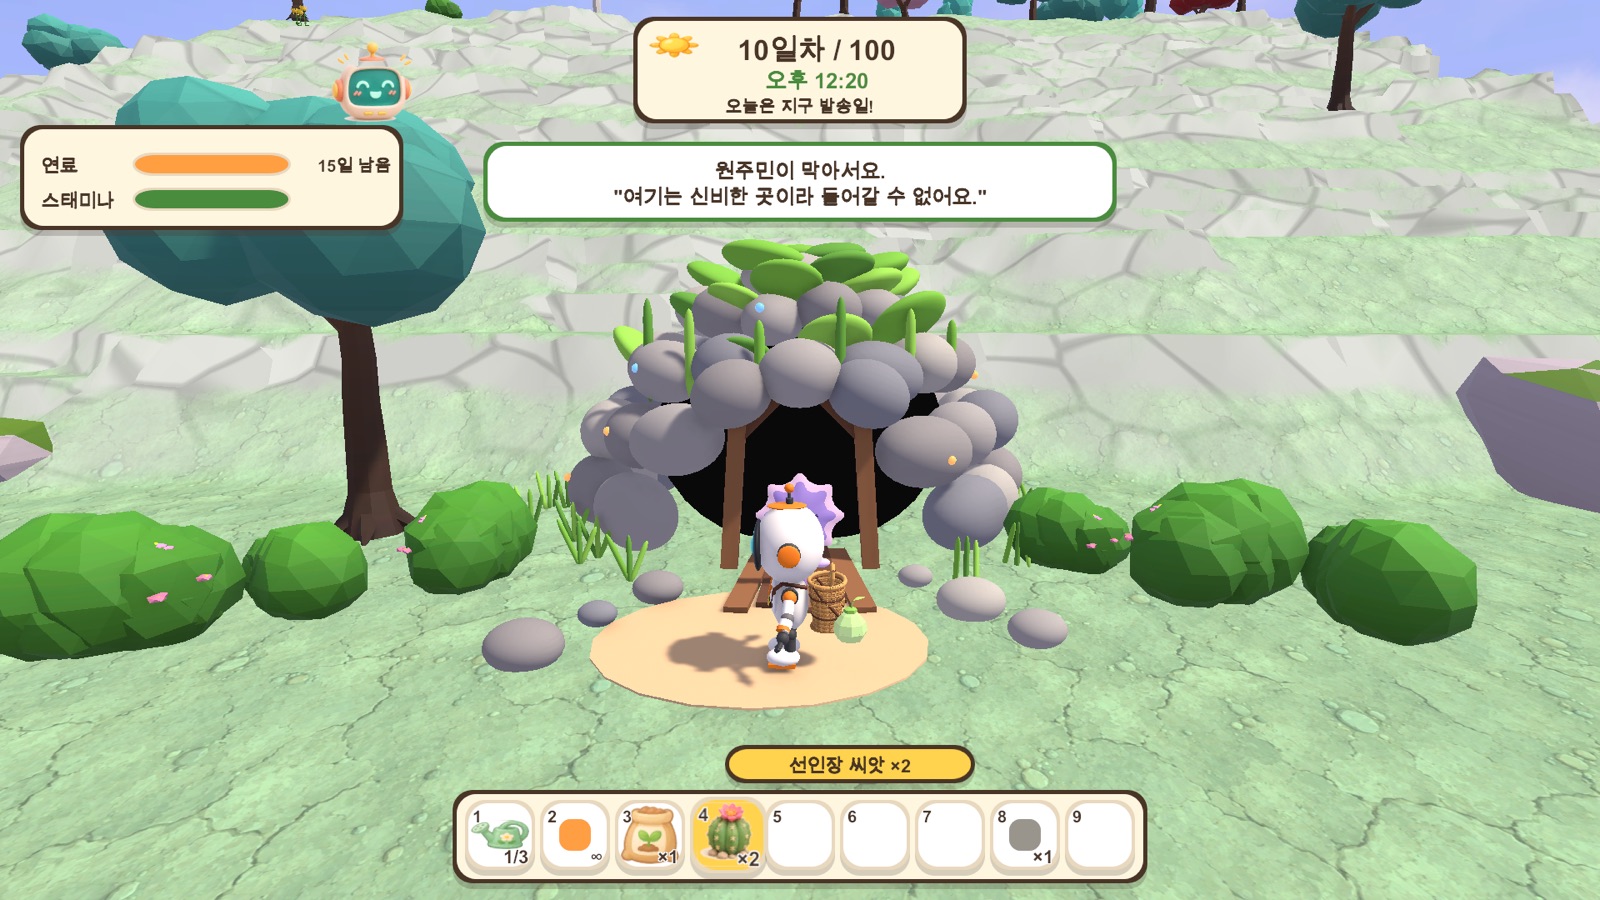 10일차 / 100
오후 12:20
오늘은 지구 발송일!
연료 15일 남음
스태미나
원주민이 막아서요.
"여기는 신비한 곳이라 들어갈 수 없어요."
선인장 씨앗 ×2
1 2 3 4 5 6 7 8 9
1/3 ∞ ×1 ×2 ×1